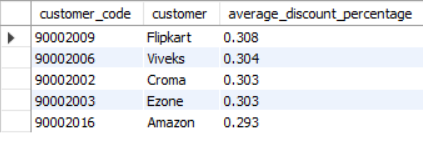 customer_code customer average_discount_percentage
90002009 Flipkart 0.308
90002006 Viveks 0.304
90002002 Croma 0.303
90002003 Ezone 0.303
90002016 Amazon 0.293